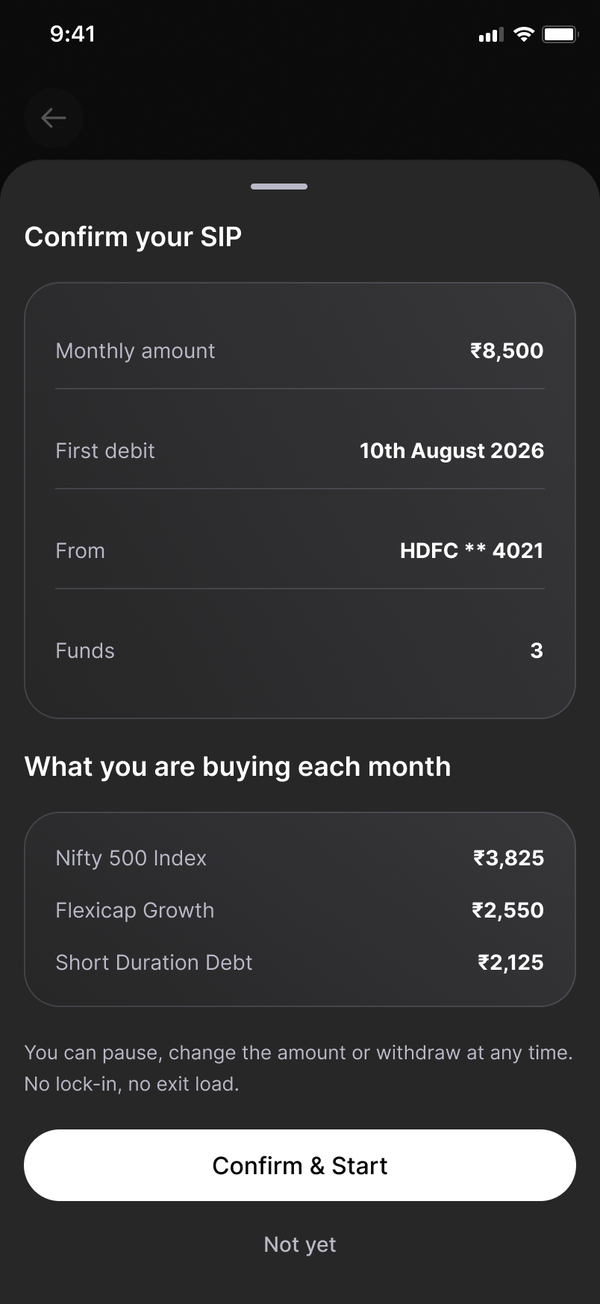 9:41
Confirm your SIP
Monthly amount ₹8,500
First debit 10th August 2026
From HDFC ** 4021
Funds 3
What you are buying each month
Nifty 500 Index ₹3,825
Flexicap Growth ₹2,550
Short Duration Debt ₹2,125
You can pause, change the amount or withdraw at any time.
No lock-in, no exit load.
Confirm & Start
Not yet